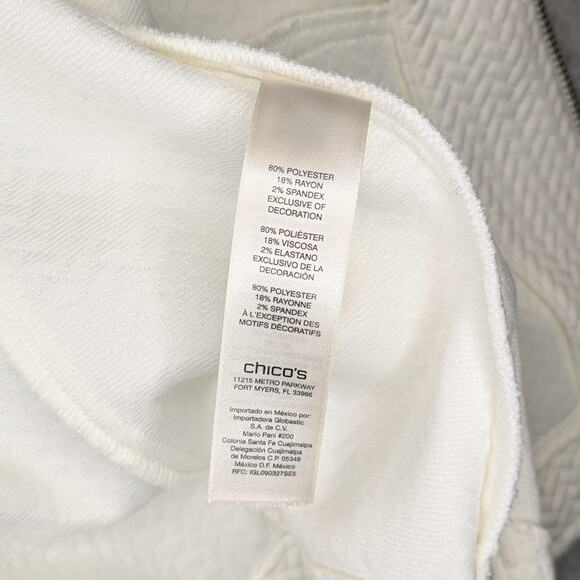 80% POLYESTER
18% RAYON
2% SPANDEX
EXCLUSIVE OF
DECORATION
80% POLIÉSTER
18% VISCOSA
2% ELASTANO
EXCLUSIVO DE LA
DECORACIÓN
80% POLYESTER
18% RAYONNE
2% SPANDEX
À L'EXCEPTION DES
MOTIFS DÉCORATIFS
chico's
11215 METRO PARKWAY
FORT MYERS, FL 33966
Importado en México por:
Importadora Globastic
S.A. de C.V.
Mario Pani #200
Colonia Santa Fe Cuajimalpa
Delegación Cuajimalpa
de Morelos C.P. 05348
México D.F. México
RFC: IGL090327SE5